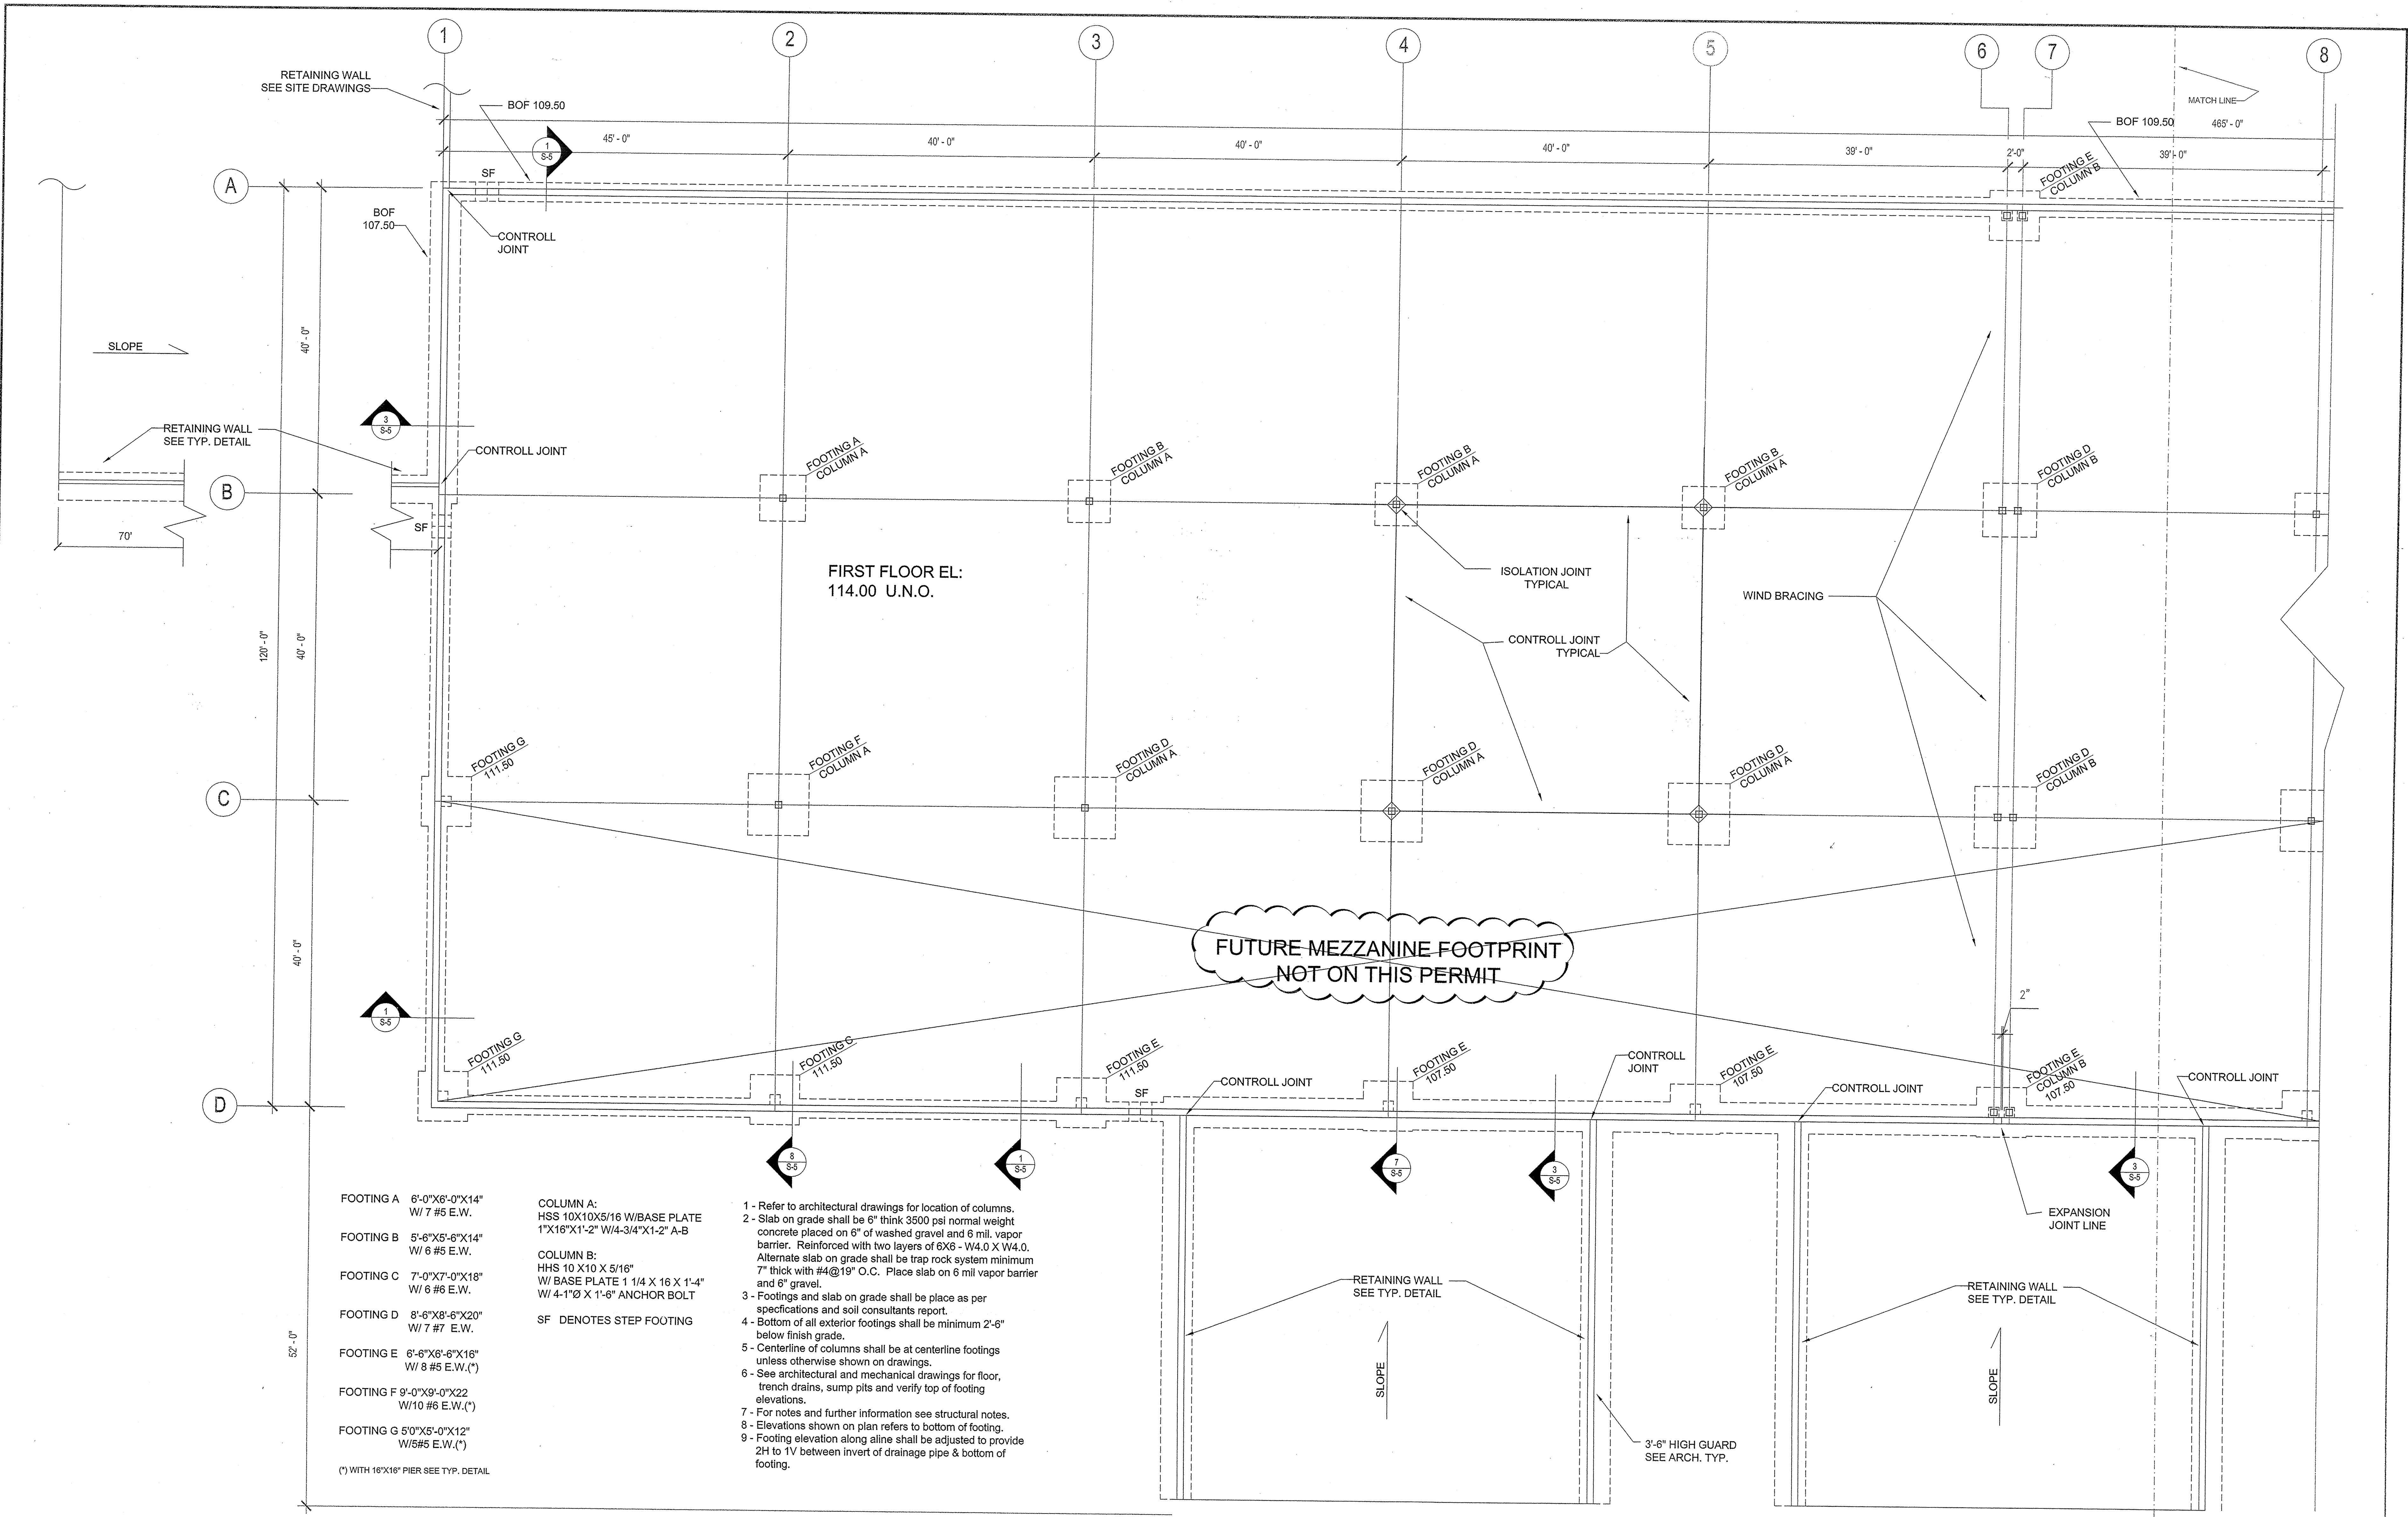 1
2
3
4
5
6
7
8
RETAINING WALL
SEE SITE DRAWINGS
BOF 109.50
MATCH LINE
BOF 109.50
465' - 0"
1
S-5
45' - 0"
40' - 0"
40' - 0"
40' - 0"
39' - 0"
2'-0"
39' - 0"
A
SF
FOOTING E
COLUMN B
BOF
107.50
CONTROLL
JOINT
SLOPE
40' - 0"
3
S-5
RETAINING WALL
SEE TYP. DETAIL
CONTROLL JOINT
FOOTING A
COLUMN A
FOOTING B
COLUMN A
FOOTING B
COLUMN A
FOOTING B
COLUMN A
FOOTING D
COLUMN B
B
SF
70'
FIRST FLOOR EL:
114.00 U.N.O.
ISOLATION JOINT
TYPICAL
WIND BRACING
CONTROLL JOINT
TYPICAL
120' - 0"
40' - 0"
FOOTING G
111.50
FOOTING F
COLUMN A
FOOTING D
COLUMN A
FOOTING D
COLUMN A
FOOTING D
COLUMN A
FOOTING D
COLUMN B
C
40' - 0"
FUTURE MEZZANINE FOOTPRINT
NOT ON THIS PERMIT
2"
1
S-5
FOOTING G
111.50
FOOTING C
111.50
FOOTING E
111.50
FOOTING E
107.50
FOOTING E
107.50
FOOTING E
COLUMN B
107.50
CONTROLL
JOINT
CONTROLL JOINT
CONTROLL JOINT
CONTROLL JOINT
SF
D
8
S-5
1
S-5
7
S-5
3
S-5
3
S-5
EXPANSION
JOINT LINE
FOOTING A 6'-0"X6'-0"X14"
W/ 7 #5 E.W.
FOOTING B 5'-6"X5'-6"X14"
W/ 6 #5 E.W.
FOOTING C 7'-0"X7'-0"X18"
W/ 6 #6 E.W.
FOOTING D 8'-6"X8'-6"X20"
W/ 7 #7 E.W.
FOOTING E 6'-6"X6'-6"X16"
W/ 8 #5 E.W.(*)
FOOTING F 9'-0"X9'-0"X22
W/10 #6 E.W.(*)
FOOTING G 5'0"X5'-0"X12"
W/5#5 E.W.(*)
(*) WITH 16"X16" PIER SEE TYP. DETAIL
COLUMN A:
HSS 10X10X5/16 W/BASE PLATE
1"X16"X1'-2" W/4-3/4"X1-2" A-B
COLUMN B:
HHS 10 X10 X 5/16"
W/ BASE PLATE 1 1/4 X 16 X 1'-4"
W/ 4-1"Ø X 1'-6" ANCHOR BOLT
SF DENOTES STEP FOOTING
1 - Refer to architectural drawings for location of columns.
2 - Slab on grade shall be 6" think 3500 psi normal weight
concrete placed on 6" of washed gravel and 6 mil. vapor
barrier. Reinforced with two layers of 6X6 - W4.0 X W4.0.
Alternate slab on grade shall be trap rock system minimum
7" thick with #4@19" O.C. Place slab on 6 mil vapor barrier
and 6" gravel.
3 - Footings and slab on grade shall be place as per
specfications and soil consultants report.
4 - Bottom of all exterior footings shall be minimum 2'-6"
below finish grade.
5 - Centerline of columns shall be at centerline footings
unless otherwise shown on drawings.
6 - See architectural and mechanical drawings for floor,
trench drains, sump pits and verify top of footing
elevations.
7 - For notes and further information see structural notes.
8 - Elevations shown on plan refers to bottom of footing.
9 - Footing elevation along aline shall be adjusted to provide
2H to 1V between invert of drainage pipe & bottom of
footing.
52' - 0"
RETAINING WALL
SEE TYP. DETAIL
SLOPE
3'-6" HIGH GUARD
SEE ARCH. TYP.
RETAINING WALL
SEE TYP. DETAIL
SLOPE